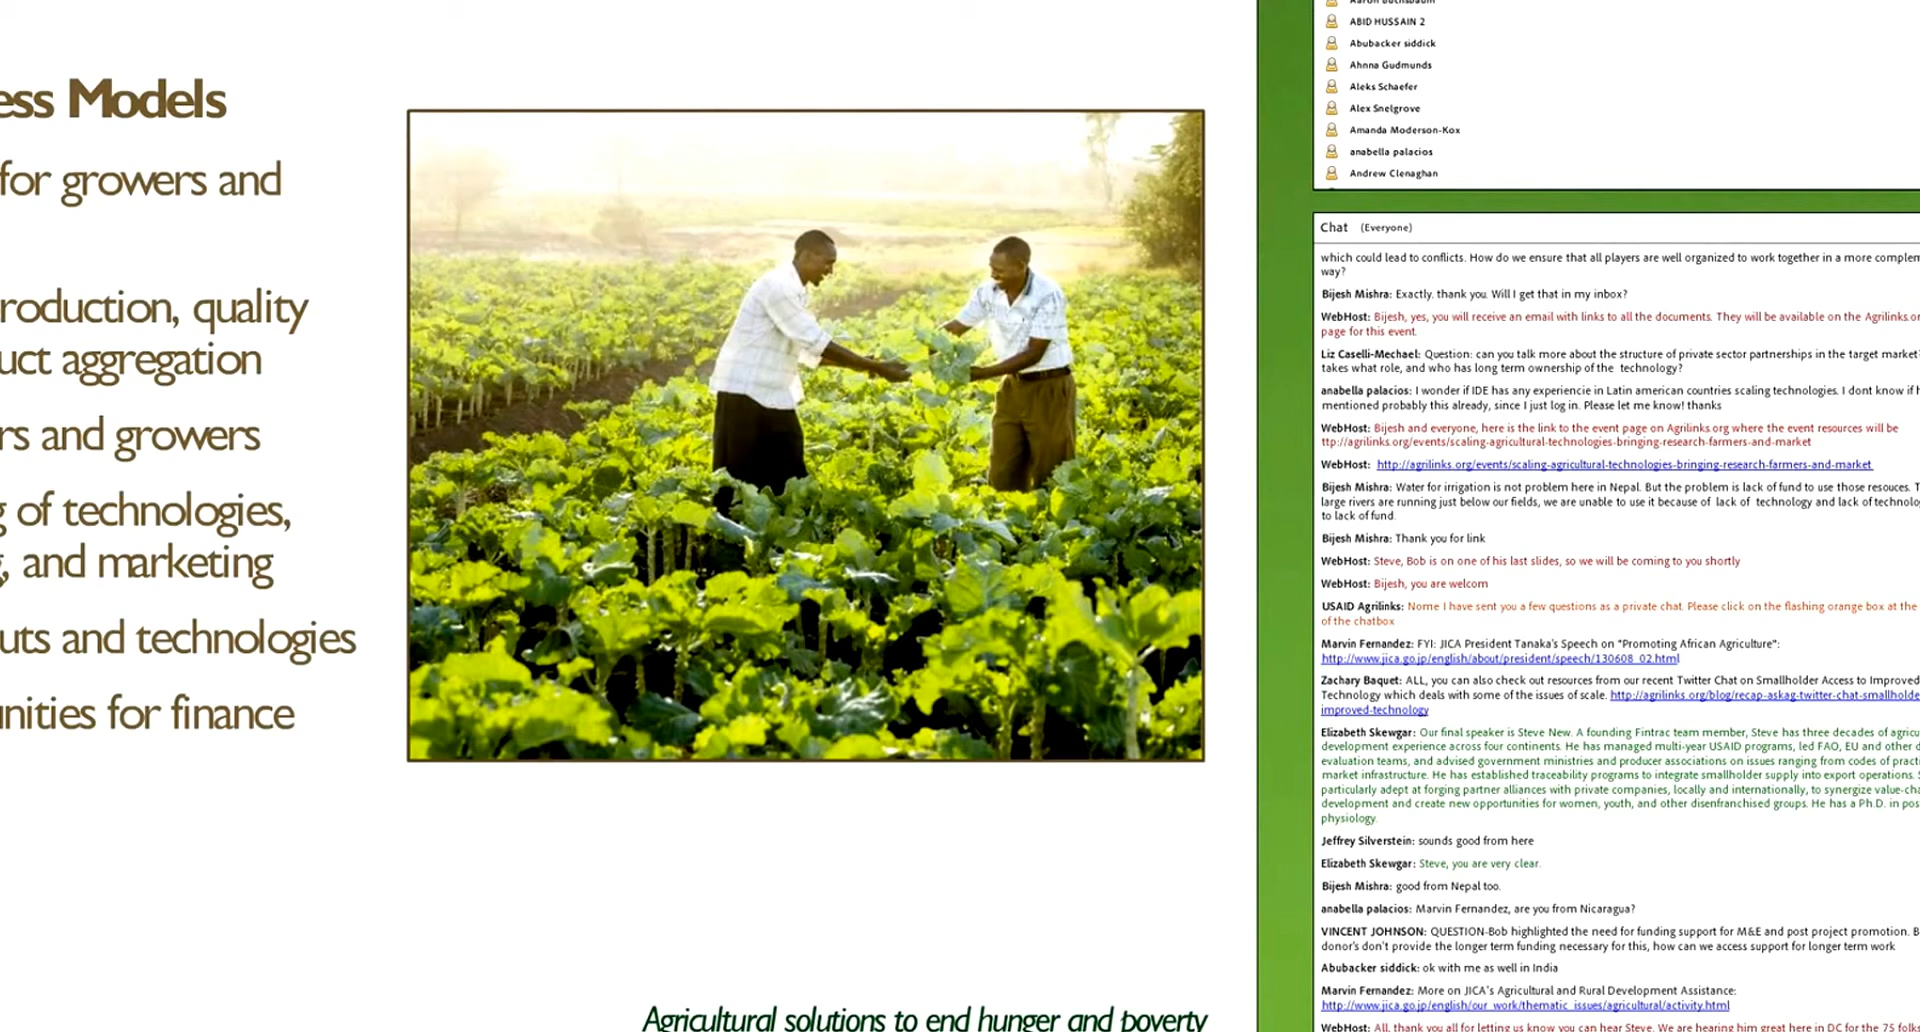 ess Models
for growers and
roduction, quality
uct aggregation
rs and growers
g of technologies,
g, and marketing
uts and technologies
unities for finance
Agricultural solutions to end hunger and poverty
ABID HUSSAIN 2
Abubacker siddick
Ahnna Gudmunds
Aleks Schaefer
Alex Snelgrove
Amanda Moderson-Kox
anabella palacios
Andrew Clenaghan
Chat (Everyone)
which could lead to conflicts. How do we ensure that all players are well organized to work together in a more complem
way?
Bijesh Mishra: Exactly. thank you. Will I get that in my inbox?
WebHost: Bijesh, yes, you will receive an email with links to all the documents. They will be available on the Agrilinks.or
page for this event.
Liz Caselli-Mechael: Question: can you talk more about the structure of private sector partnerships in the target market?
takes what role, and who has long term ownership of the technology?
anabella palacios: I wonder if IDE has any experiencie in Latin american countries scaling technologies. I dont know if h
mentioned probably this already, since I just log in. Please let me know! thanks
WebHost: Bijesh and everyone, here is the link to the event page on Agrilinks.org where the event resources will be
ttp://agrilinks.org/events/scaling-agricultural-technologies-bringing-research-farmers-and-market
WebHost: http://agrilinks.org/events/scaling-agricultural-technologies-bringing-research-farmers-and-market
Bijesh Mishra: Water for irrigation is not problem here in Nepal. But the problem is lack of fund to use those resouces. T
large rivers are running just below our fields, we are unable to use it because of lack of technology and lack of technolo
to lack of fund.
Bijesh Mishra: Thank you for link
WebHost: Steve, Bob is on one of his last slides, so we will be coming to you shortly
WebHost: Bijesh, you are welcom
USAID Agrilinks: Nome I have sent you a few questions as a private chat. Please click on the flashing orange box at the
of the chatbox
Marvin Fernandez: FYI: JICA President Tanaka's Speech on "Promoting African Agriculture":
http://www.jica.go.jp/english/about/president/speech/130608_02.html
Zachary Baquet: ALL, you can also check out resources from our recent Twitter Chat on Smallholder Access to Improved
Technology which deals with some of the issues of scale. http://agrilinks.org/blog/recap-askag-twitter-chat-smallholde
improved-technology
Elizabeth Skewgar: Our final speaker is Steve New. A founding Fintrac team member, Steve has three decades of agricu
development experience across four continents. He has managed multi-year USAID programs, led FAO, EU and other d
evaluation teams, and advised government ministries and producer associations on issues ranging from codes of practi
market infrastructure. He has established traceability programs to integrate smallholder supply into export operations. S
particularly adept at forging partner alliances with private companies, locally and internationally, to synergize value-cha
development and create new opportunities for women, youth, and other disenfranchised groups. He has a Ph.D. in pos
physiology.
Jeffrey Silverstein: sounds good from here
Elizabeth Skewgar: Steve, you are very clear.
Bijesh Mishra: good from Nepal too.
anabella palacios: Marvin Fernandez, are you from Nicaragua?
VINCENT JOHNSON: QUESTION-Bob highlighted the need for funding support for M&E and post project promotion. B
donor's don't provide the longer term funding necessary for this, how can we access support for longer term work
Abubacker siddick: ok with me as well in India
Marvin Fernandez: More on JICA's Agricultural and Rural Development Assistance:
http://www.jica.go.jp/english/our_work/thematic_issues/agricultural/activity.html
WebHost: All, thank you all for letting us know you can hear Steve. We are hearing him great here in DC for the 75 folk